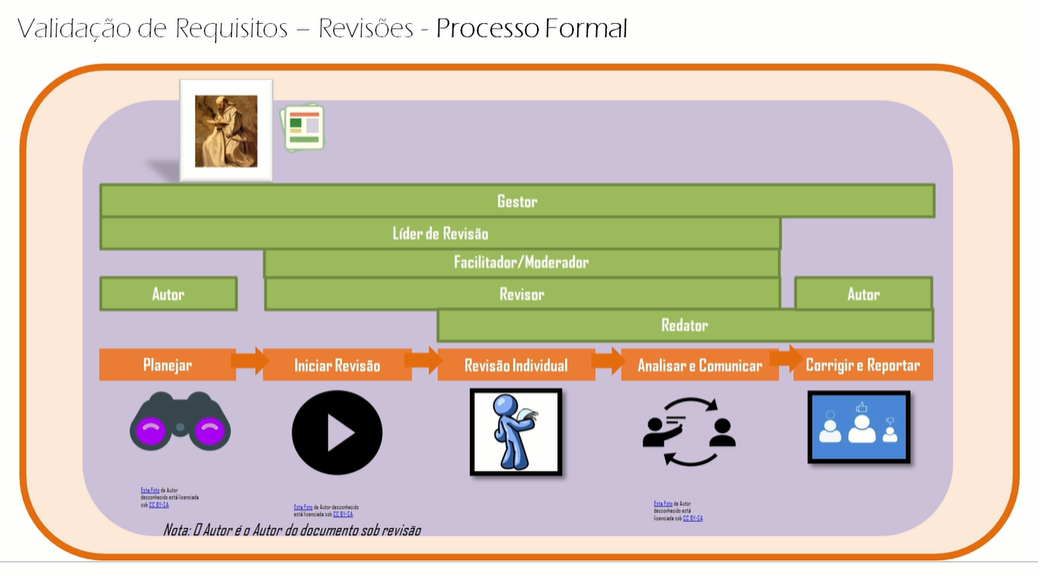 Validação de Requisitos – Revisões - Processo Formal
Gestor
Líder de Revisão
Facilitador/Moderador
Autor
Revisor
Autor
Redator
Planejar
Iniciar Revisão
Revisão Individual
Analisar e Comunicar
Corrigir e Reportar
Esta Foto de Autor
desconhecido está licenciada
sob CC BY-SA
Esta Foto de Autor desconhecido
está licenciada sob CC BY-SA
Esta Foto de Autor
desconhecido está
licenciada sob CC BY-SA
Nota: O Autor é o Autor do documento sob revisão